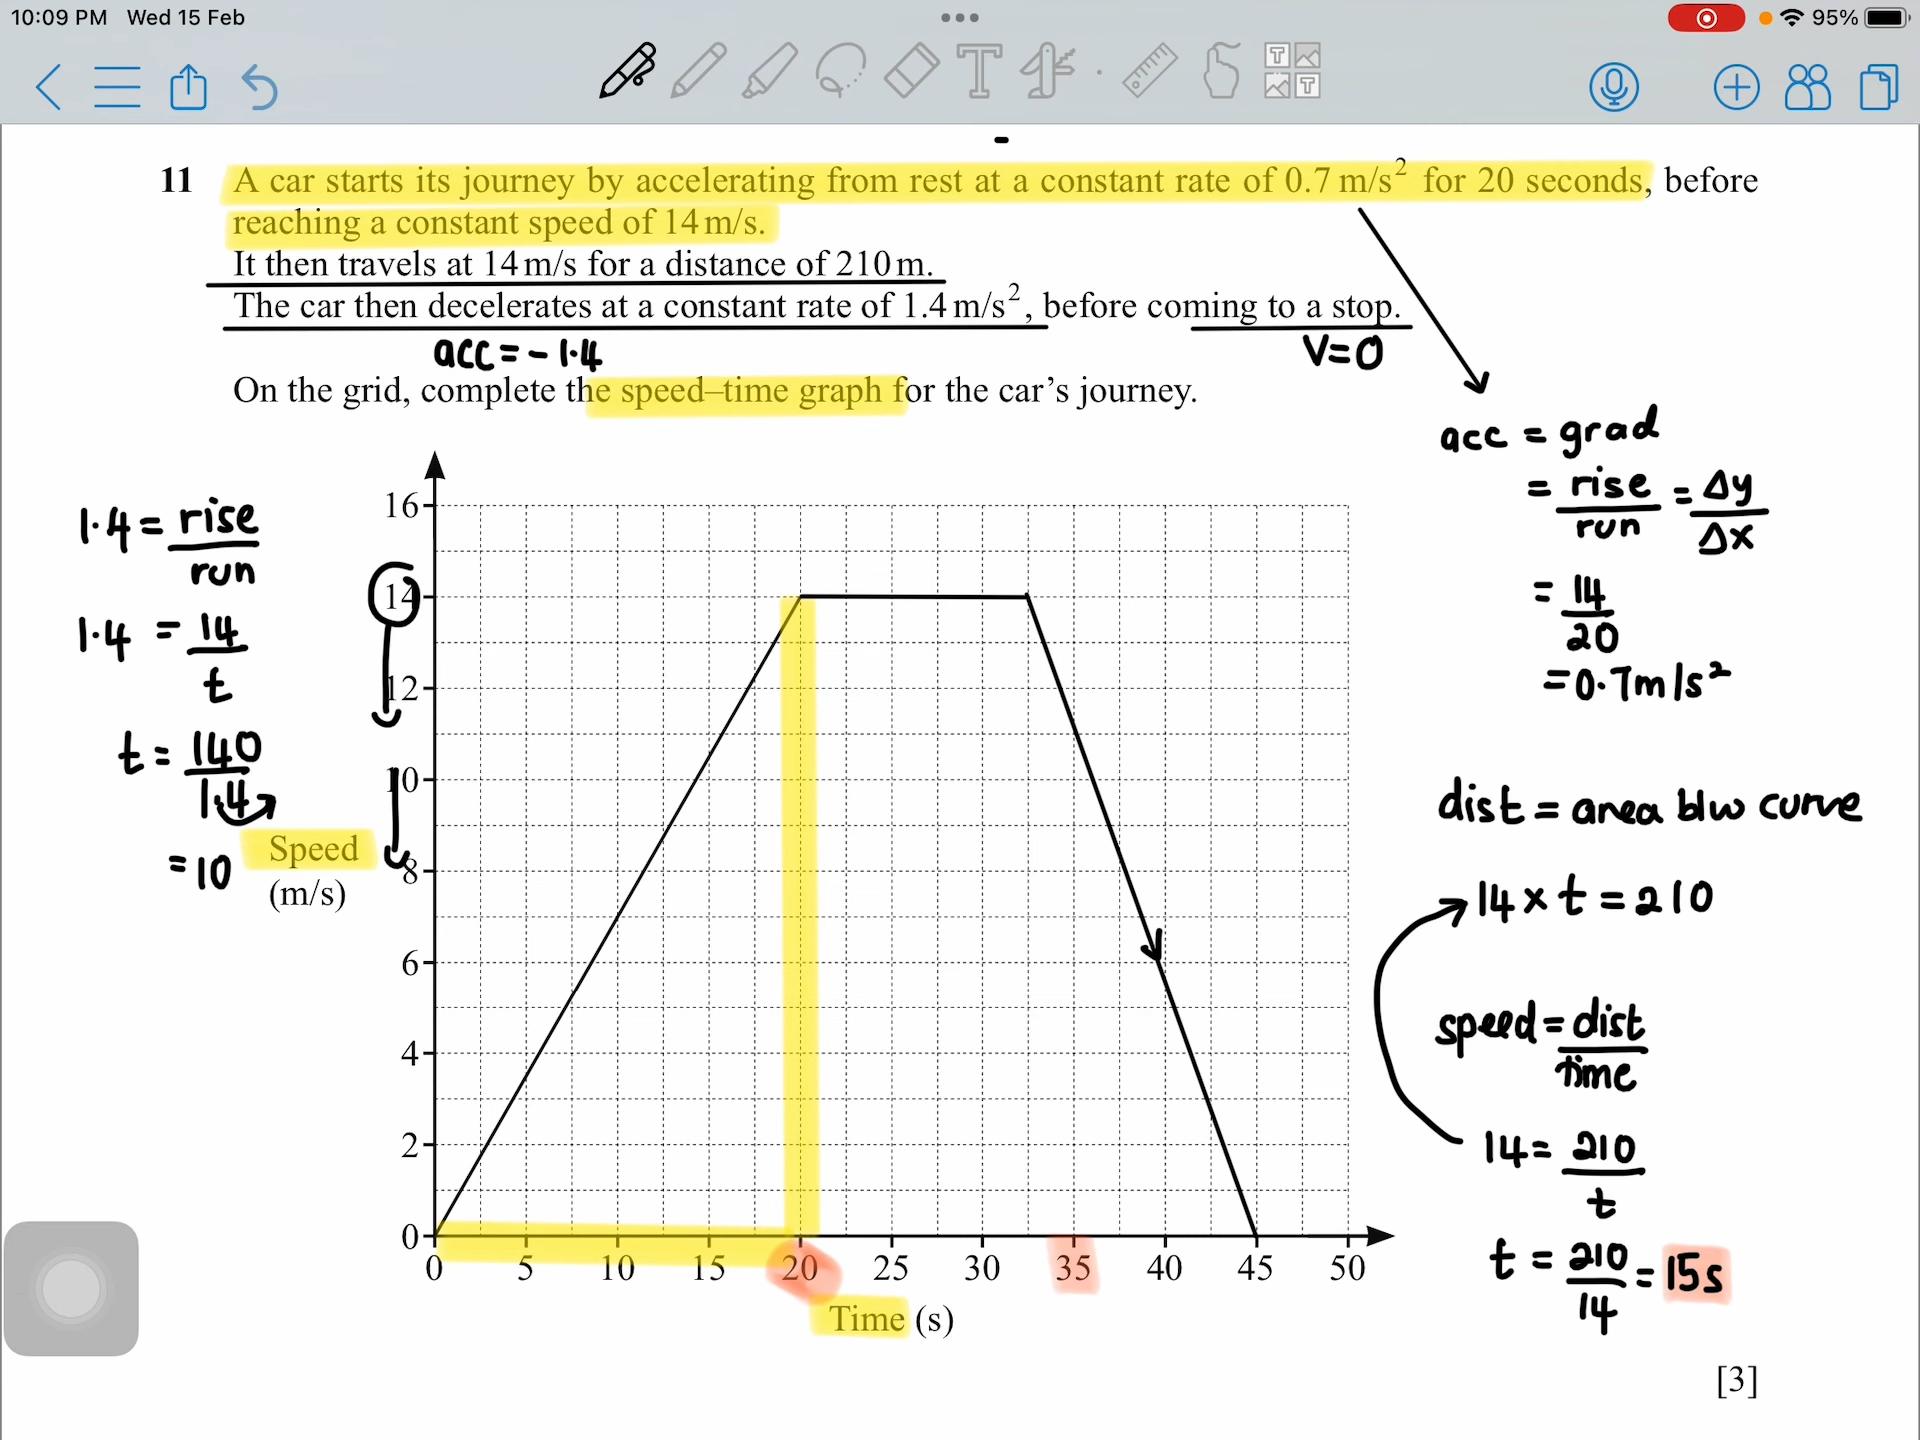 10:09 PM Wed 15 Feb
95%
11 A car starts its journey by accelerating from rest at a constant rate of 0.7 m/s² for 20 seconds, before
reaching a constant speed of 14 m/s.
It then travels at 14 m/s for a distance of 210 m.
The car then decelerates at a constant rate of 1.4 m/s², before coming to a stop.
acc = - 1.4
V=0
On the grid, complete the speed–time graph for the car's journey.
1.4 = rise
run
1.4 = 14
t
t = 140
1.4
= 10
Speed
(m/s)
16
14
12
10
8
6
4
2
0
0 5 10 15 20 25 30 35 40 45 50
Time (s)
acc = grad
= rise = Δy
run Δx
= 14
20
= 0.7m/s²
dist = area blw curve
14 × t = 210
speed = dist
time
14 = 210
t
t = 210 = 15s
14
[3]